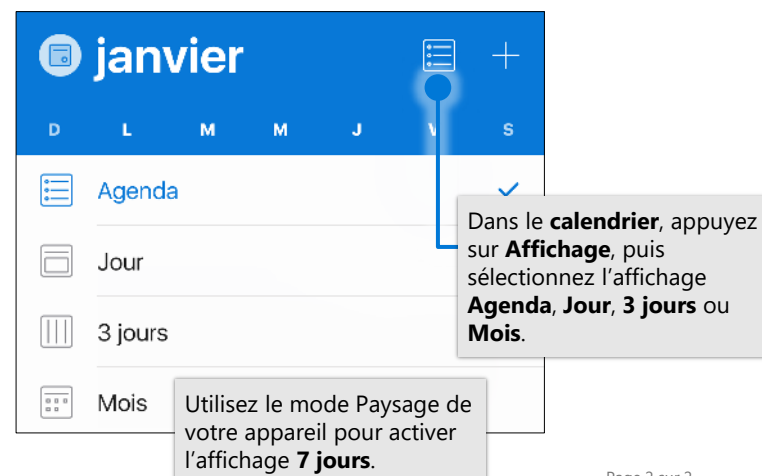 janvier
D L M M J V S
Agenda
Jour
3 jours
Mois
Dans le calendrier, appuyez
sur Affichage, puis
sélectionnez l’affichage
Agenda, Jour, 3 jours ou
Mois.
Utilisez le mode Paysage de
votre appareil pour activer
l’affichage 7 jours.